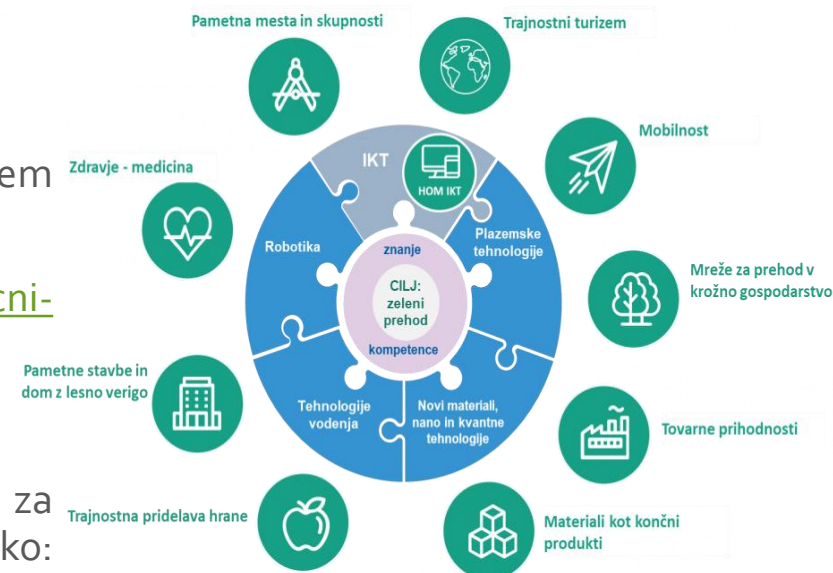 Pametna mesta in skupnosti
Trajnostni turizem
Mobilnost
em
Zdravje - medicina
IKT
HOM IKT
Robotika
znanje
Plazemske
tehnologije
CILJ:
zeleni
prehod
Mreže za prehod v
krožno gospodarstvo
cni-
kompetence
Pametne stavbe in
dom z lesno verigo
Tehnologije
vodenja
Novi materiali,
nano in kvantne
tehnologije
Tovarne prihodnosti
za
Trajnostna pridelava hrane
Materiali kot končni
produkti
ko: